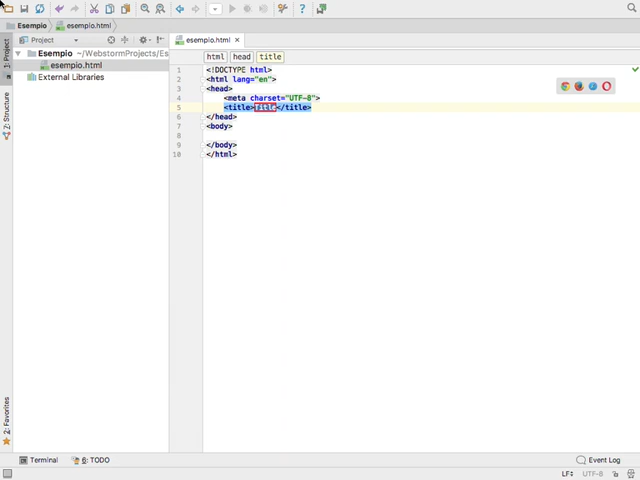 Esempio esempio.html
Project
esempio.html
Esempio ~/WebstormProjects/Es
esempio.html
External Libraries
1: Project
2: Structure
2: Favorites
html head title
1 <!DOCTYPE html>
2 <html lang="en">
3 <head>
4 <meta charset="UTF-8">
5 <title></title>
6 </head>
7 <body>
8
9 </body>
10 </html>
Terminal 6: TODO Event Log
LF÷ UTF-8